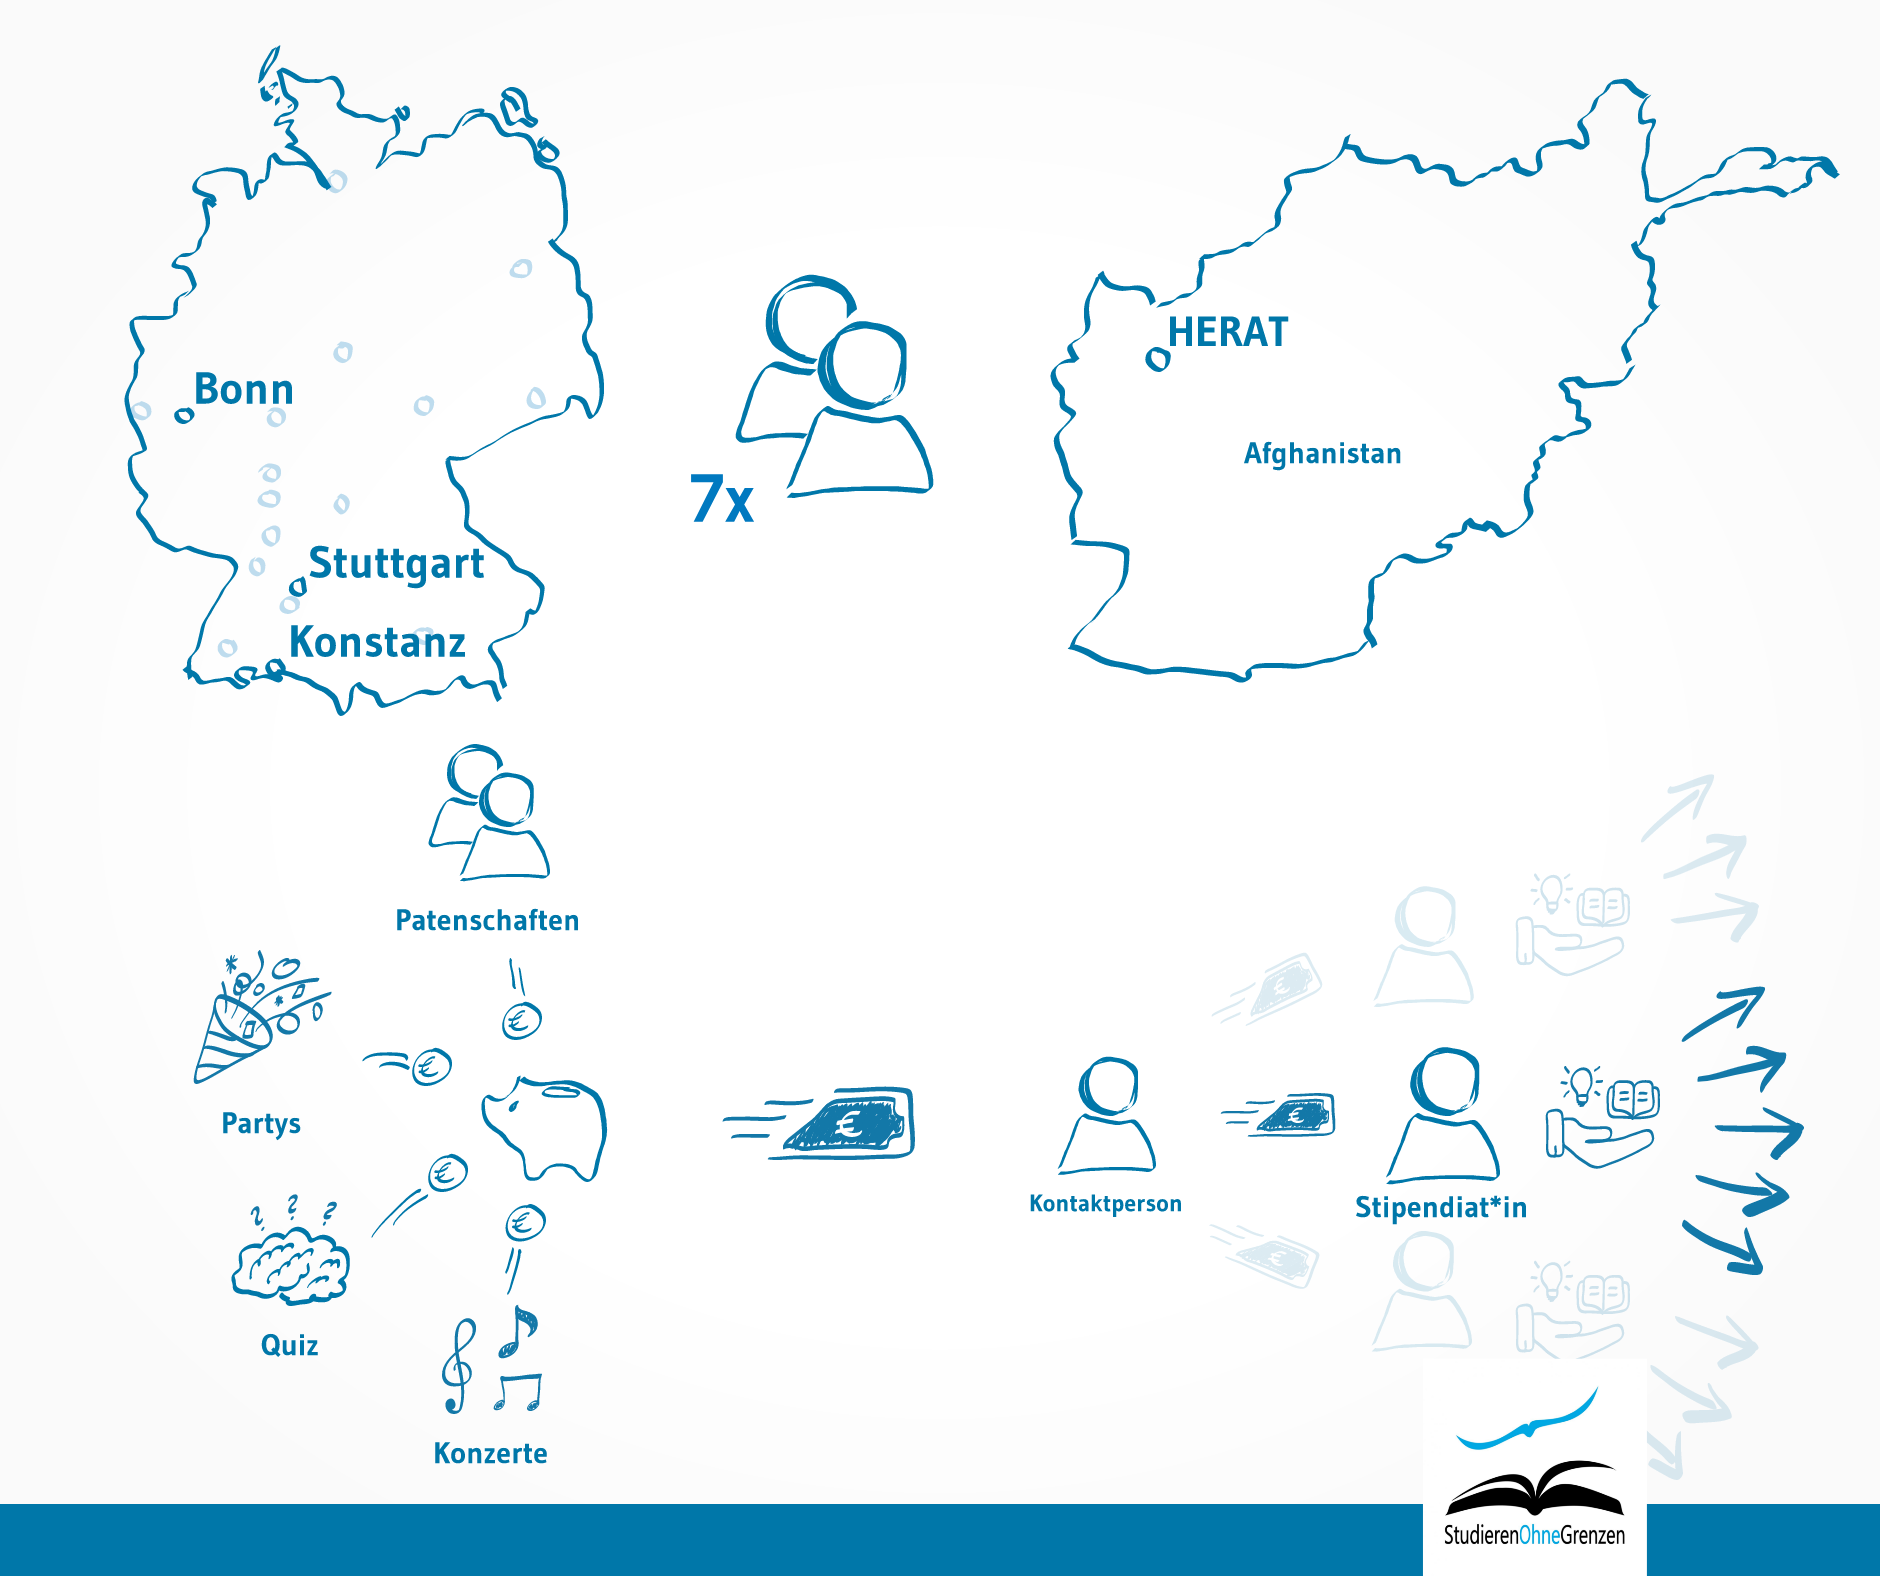 Bonn
Stuttgart
Konstanz
7x
HERAT
Afghanistan
Patenschaften
€
€
Partys
€
€
€
€
€
€
Kontaktperson
Stipendiat*in
? ? ?
Quiz
Konzerte
StudierenOhneGrenzen